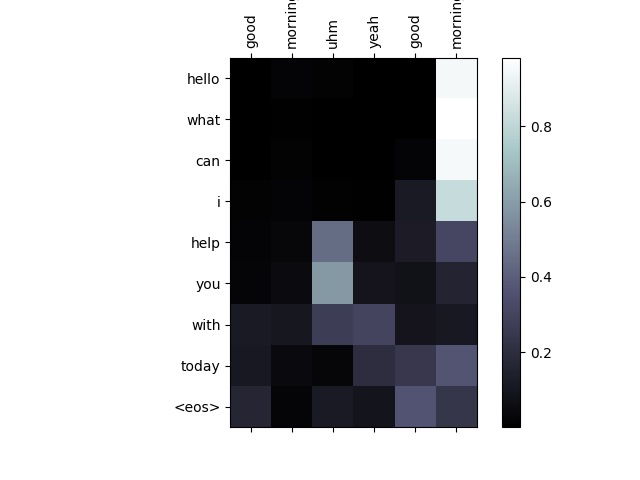 good morning uhm yeah good morning
hello
what
can
i
help
you
with
today
<eos>
0.8
0.6
0.4
0.2